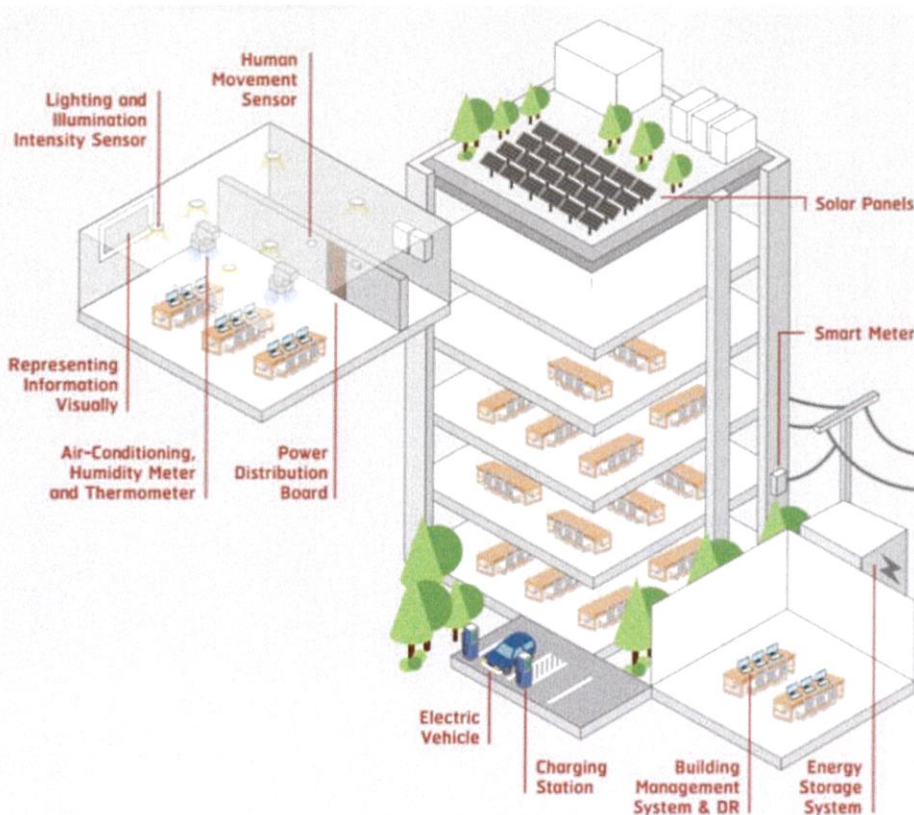 Human
Movement
Sensor
Lighting and
Illumination
Intensity Sensor
Solar Panels
Smart Meter
Representing
Information
Visually
Air-Conditioning,
Humidity Meter
and Thermometer
Power
Distribution
Board
Electric
Vehicle
Charging
Station
Building
Management
System & DR
Energy
Storage
System